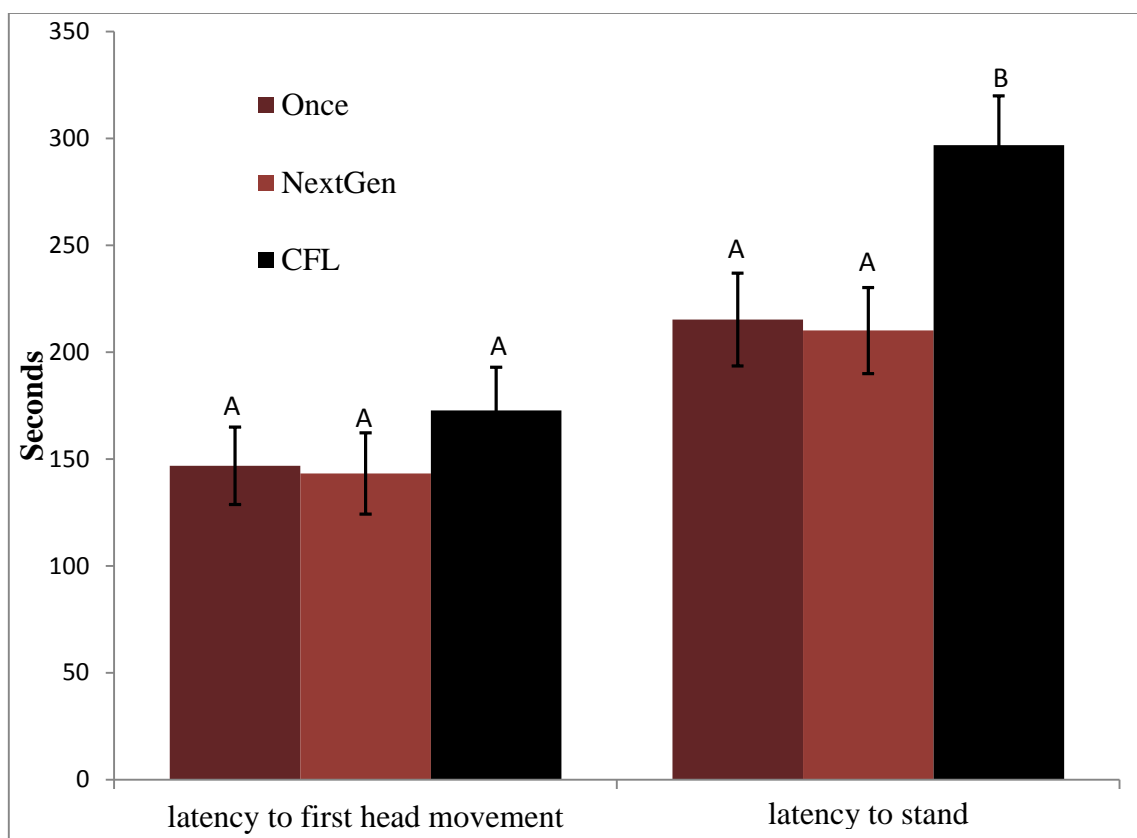 350
300
250
200
150
100
50
0
Seconds
Once
NextGen
CFL
A
A
A
A
A
B
latency to first head movement
latency to stand